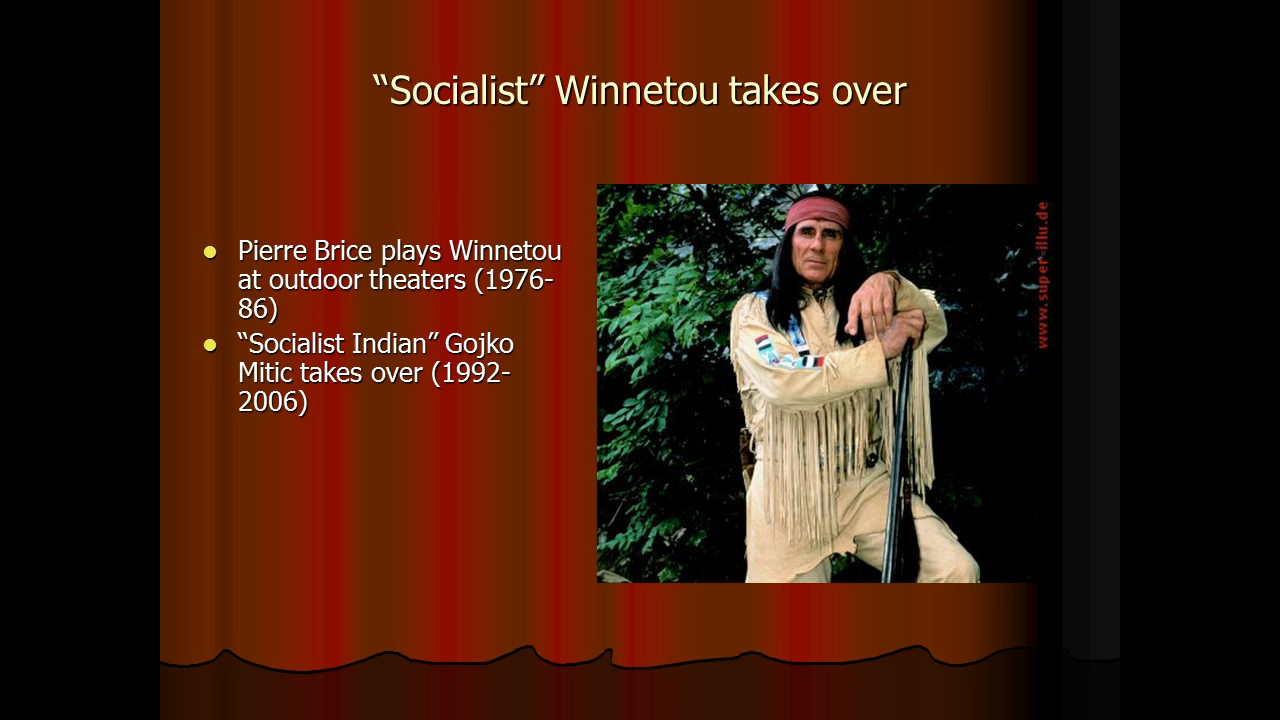 “Socialist” Winnetou takes over
Pierre Brice plays Winnetou
at outdoor theaters (1976-
86)
“Socialist Indian” Gojko
Mitic takes over (1992-
2006)
www.super-illu.de